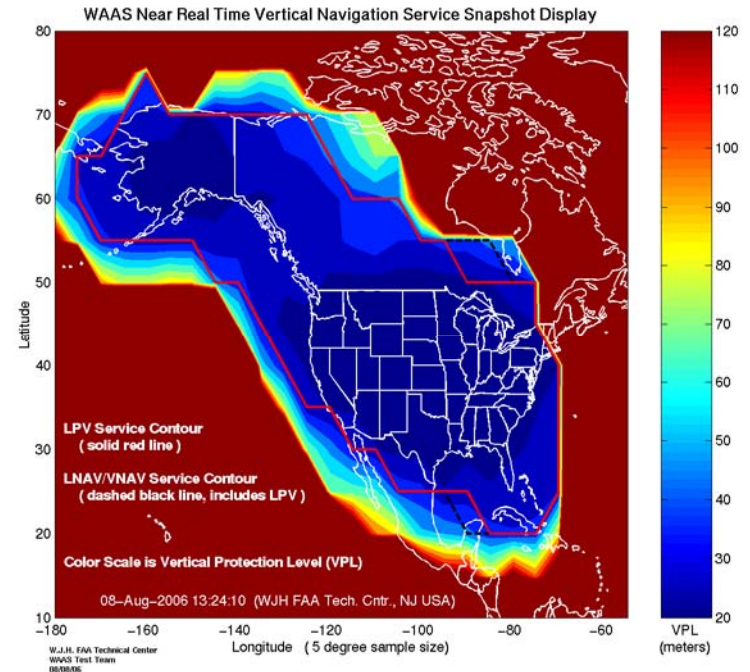 WAAS Near Real Time Vertical Navigation Service Snapshot Display
80
70
60
50
40
30
20
10
Latitude
LPV Service Contour
( solid red line )
LNAV/VNAV Service Contour
( dashed black line, includes LPV )
Color Scale is Vertical Protection Level (VPL)
08-Aug-2006 13:24:10 (WJH FAA Tech. Cntr., NJ USA)
-180 -160 -140 -120 -100 -80 -60
Longitude ( 5 degree sample size)
120
110
100
90
80
70
60
50
40
30
20
VPL
(meters)
W.J.H. FAA Technical Center
WAAS Test Team
08/08/06